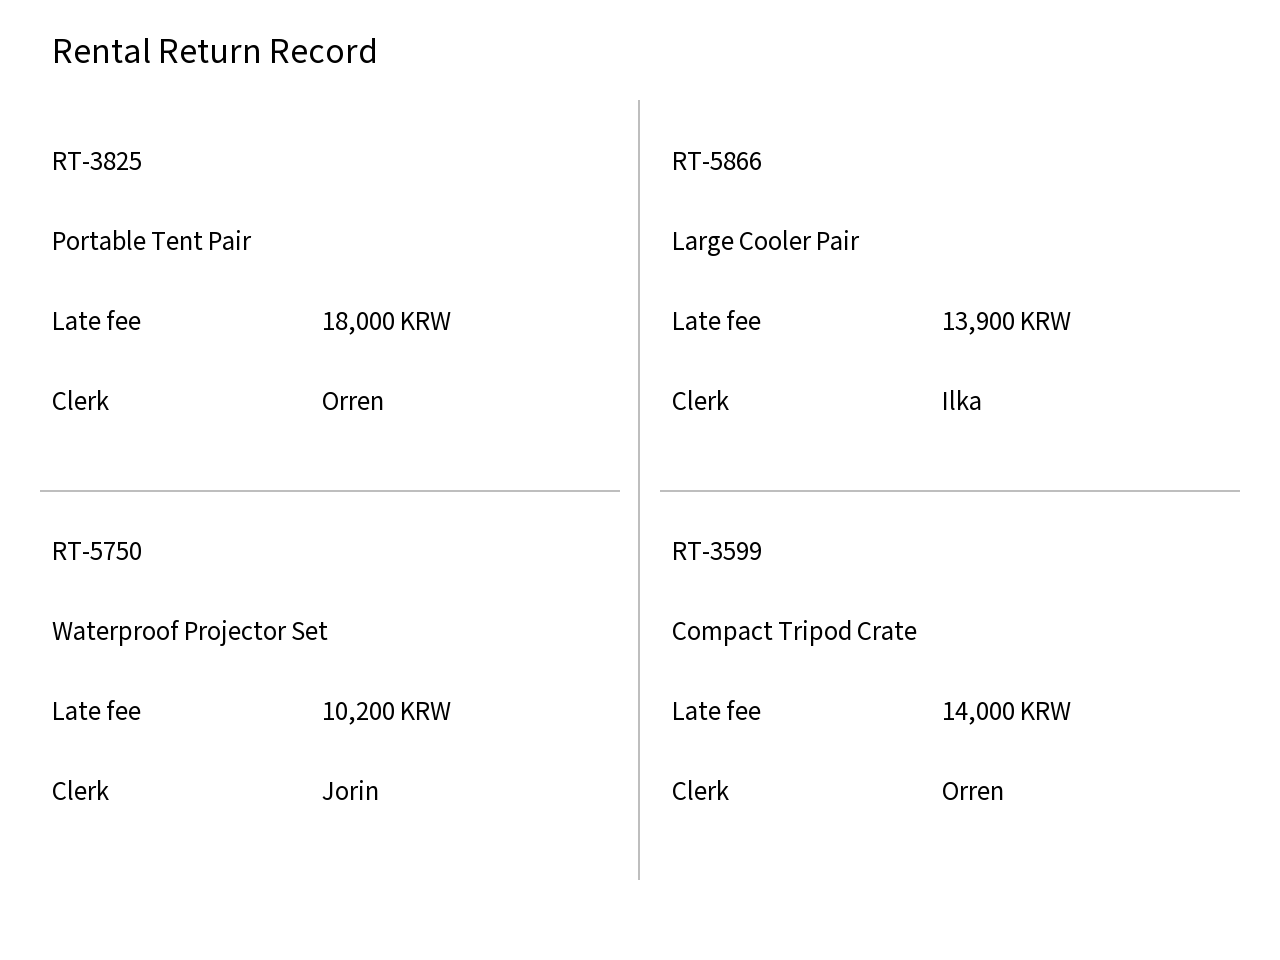 Rental Return Record
RT-3825
Portable Tent Pair
Late fee 18,000 KRW
Clerk Orren
RT-5866
Large Cooler Pair
Late fee 13,900 KRW
Clerk Ilka
RT-5750
Waterproof Projector Set
Late fee 10,200 KRW
Clerk Jorin
RT-3599
Compact Tripod Crate
Late fee 14,000 KRW
Clerk Orren